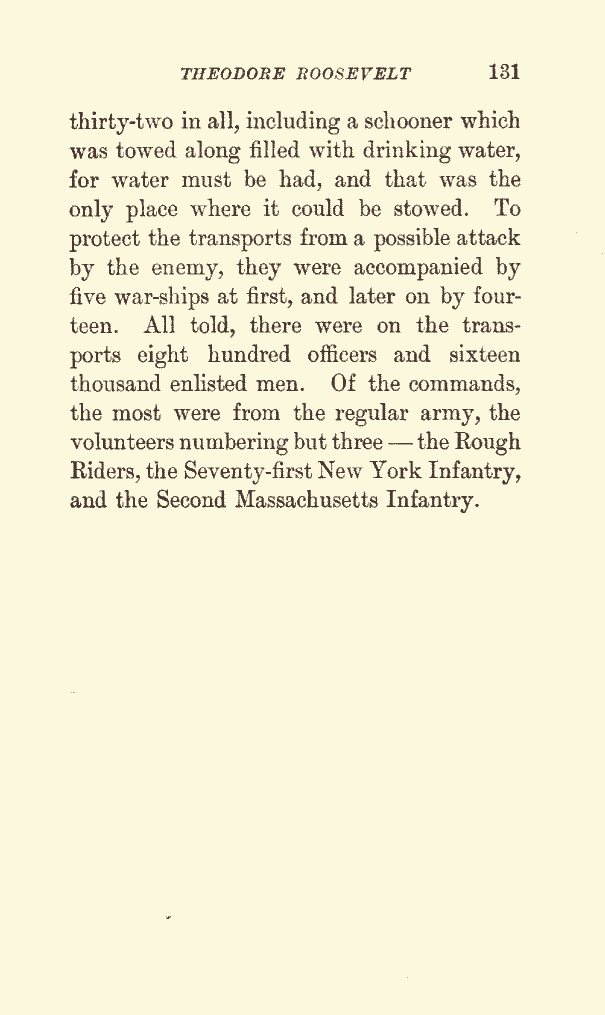 THEODORE ROOSEVELT 131
thirty-two in all, including a schooner which
was towed along filled with drinking water,
for water must be had, and that was the
only place where it could be stowed. To
protect the transports from a possible attack
by the enemy, they were accompanied by
five war-ships at first, and later on by four-
teen. All told, there were on the trans-
ports eight hundred officers and sixteen
thousand enlisted men. Of the commands,
the most were from the regular army, the
volunteers numbering but three — the Rough
Riders, the Seventy-first New York Infantry,
and the Second Massachusetts Infantry.